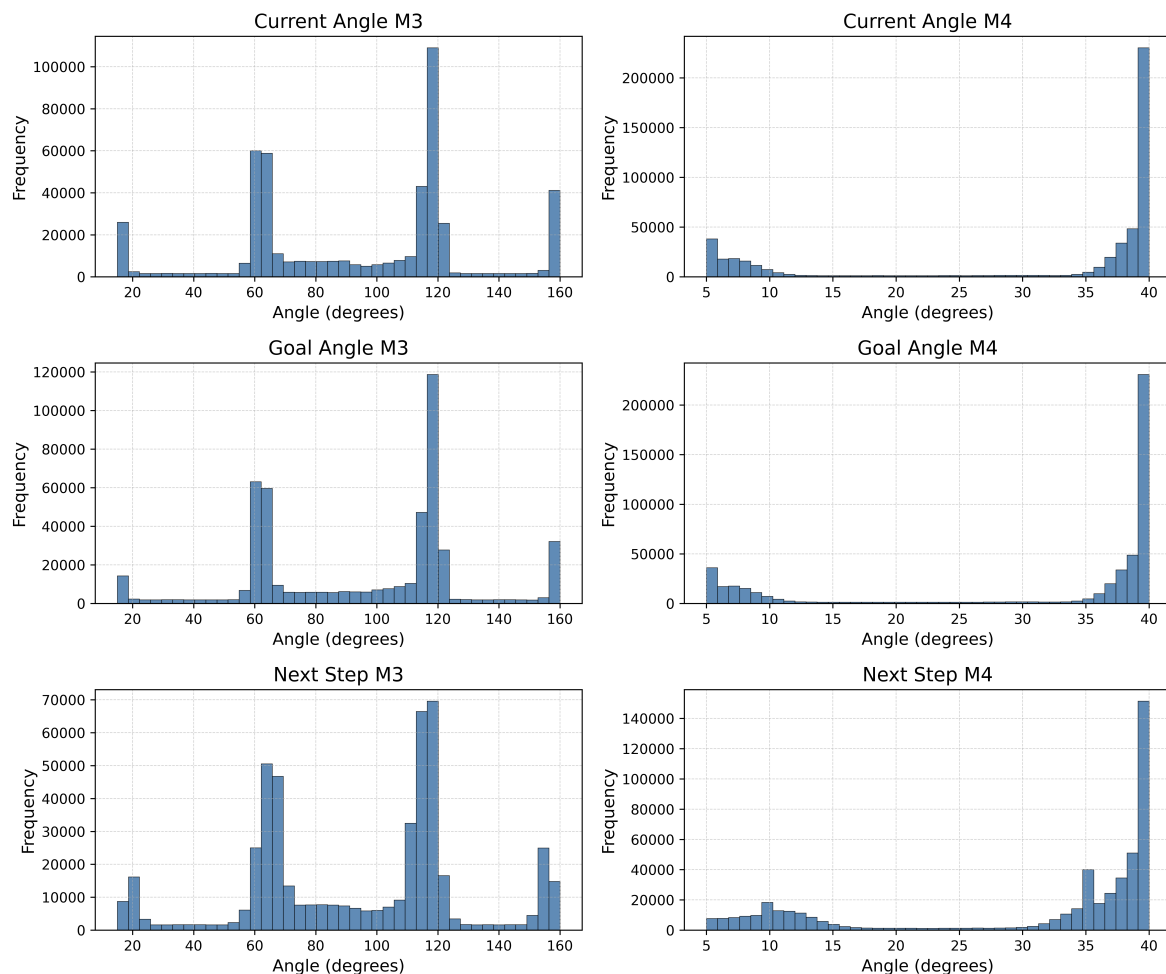 Current Angle M3
Frequency
100000
80000
60000
40000
20000
0
20 40 60 80 100 120 140 160
Angle (degrees)
Current Angle M4
Frequency
200000
150000
100000
50000
0
5 10 15 20 25 30 35 40
Angle (degrees)
Goal Angle M3
Frequency
120000
100000
80000
60000
40000
20000
0
20 40 60 80 100 120 140 160
Angle (degrees)
Goal Angle M4
Frequency
200000
150000
100000
50000
0
5 10 15 20 25 30 35 40
Angle (degrees)
Next Step M3
Frequency
70000
60000
50000
40000
30000
20000
10000
0
20 40 60 80 100 120 140 160
Angle (degrees)
Next Step M4
Frequency
140000
120000
100000
80000
60000
40000
20000
0
5 10 15 20 25 30 35 40
Angle (degrees)